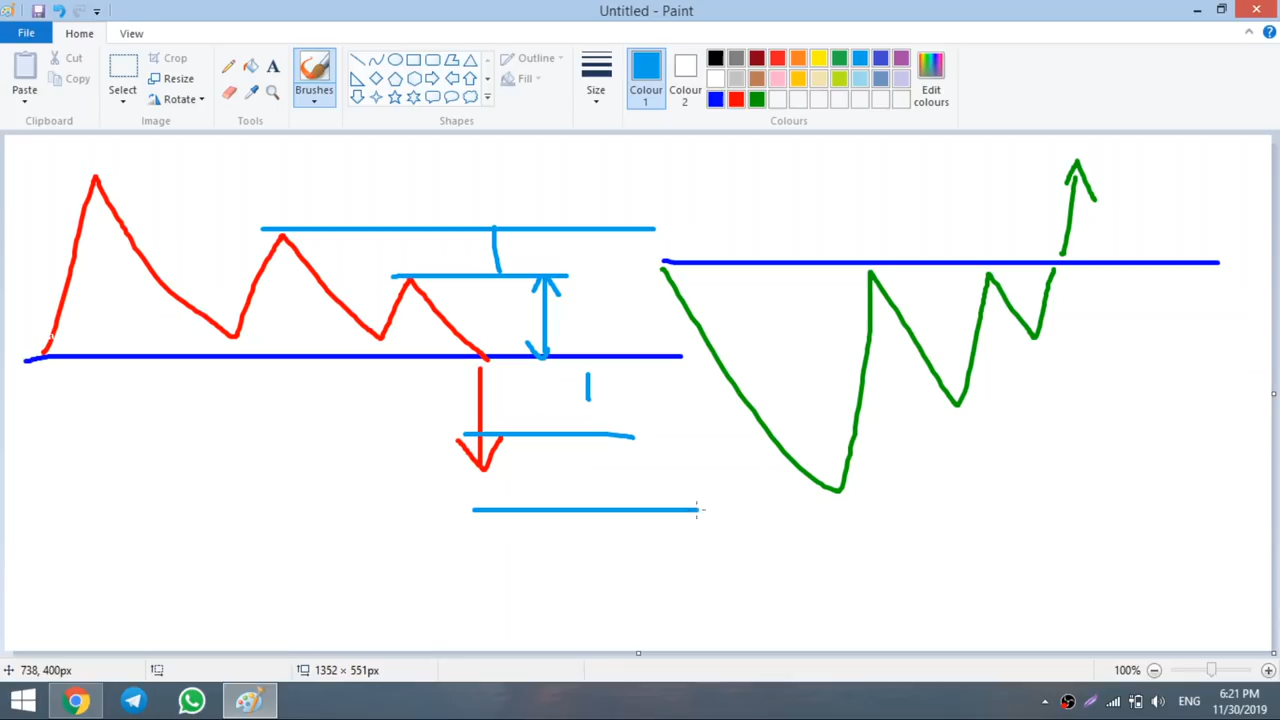 Untitled - Paint
File
Home
View
Paste
Cut
Copy
Clipboard
Select
Crop
Resize
Rotate
Image
A
Tools
Brushes
Shapes
Outline
Fill
Size
Colour
1
Colour
2
Edit
colours
Colours
738, 400px
1352 × 551px
100%
ENG
6:21 PM
11/30/2019